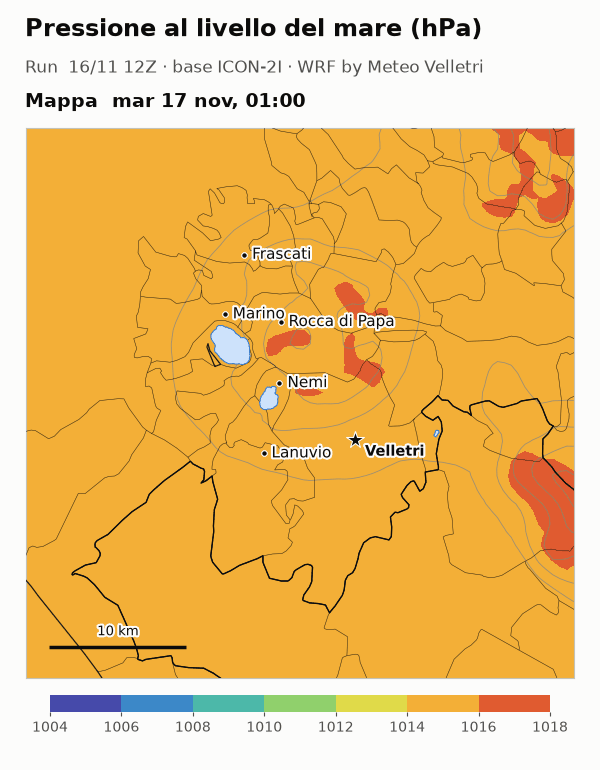 Pressione al livello del mare (hPa)
Run  16/11 12Z · base ICON-2I · WRF by Meteo Velletri
Mappa  mar 17 nov, 01:00
Frascati
Marino
Rocca di Papa
Nemi
Velletri
Lanuvio
10 km
1004 1006 1008 1010 1012 1014 1016 1018